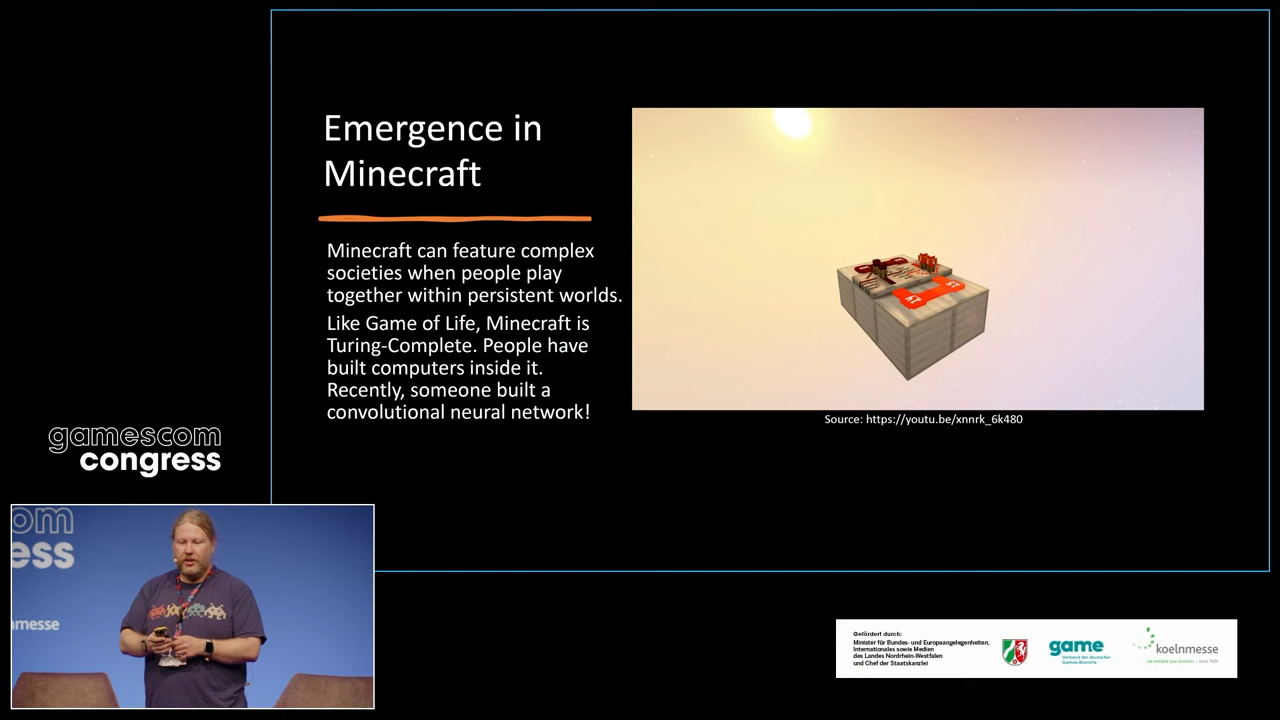 Emergence in
Minecraft
Minecraft can feature complex
societies when people play
together within persistent worlds.
Like Game of Life, Minecraft is
Turing-Complete. People have
built computers inside it.
Recently, someone built a
convolutional neural network!
Source: https://youtu.be/xnnrk_6k480
gamescom
congress
om
ess
nmesse
Gefördert durch:
Minister für Bundes- und Europaangelegenheiten,
Internationales sowie Medien
des Landes Nordrhein-Westfalen
und Chef der Staatskanzlei
game
Verband der deutschen
Games-Branche
koelnmesse